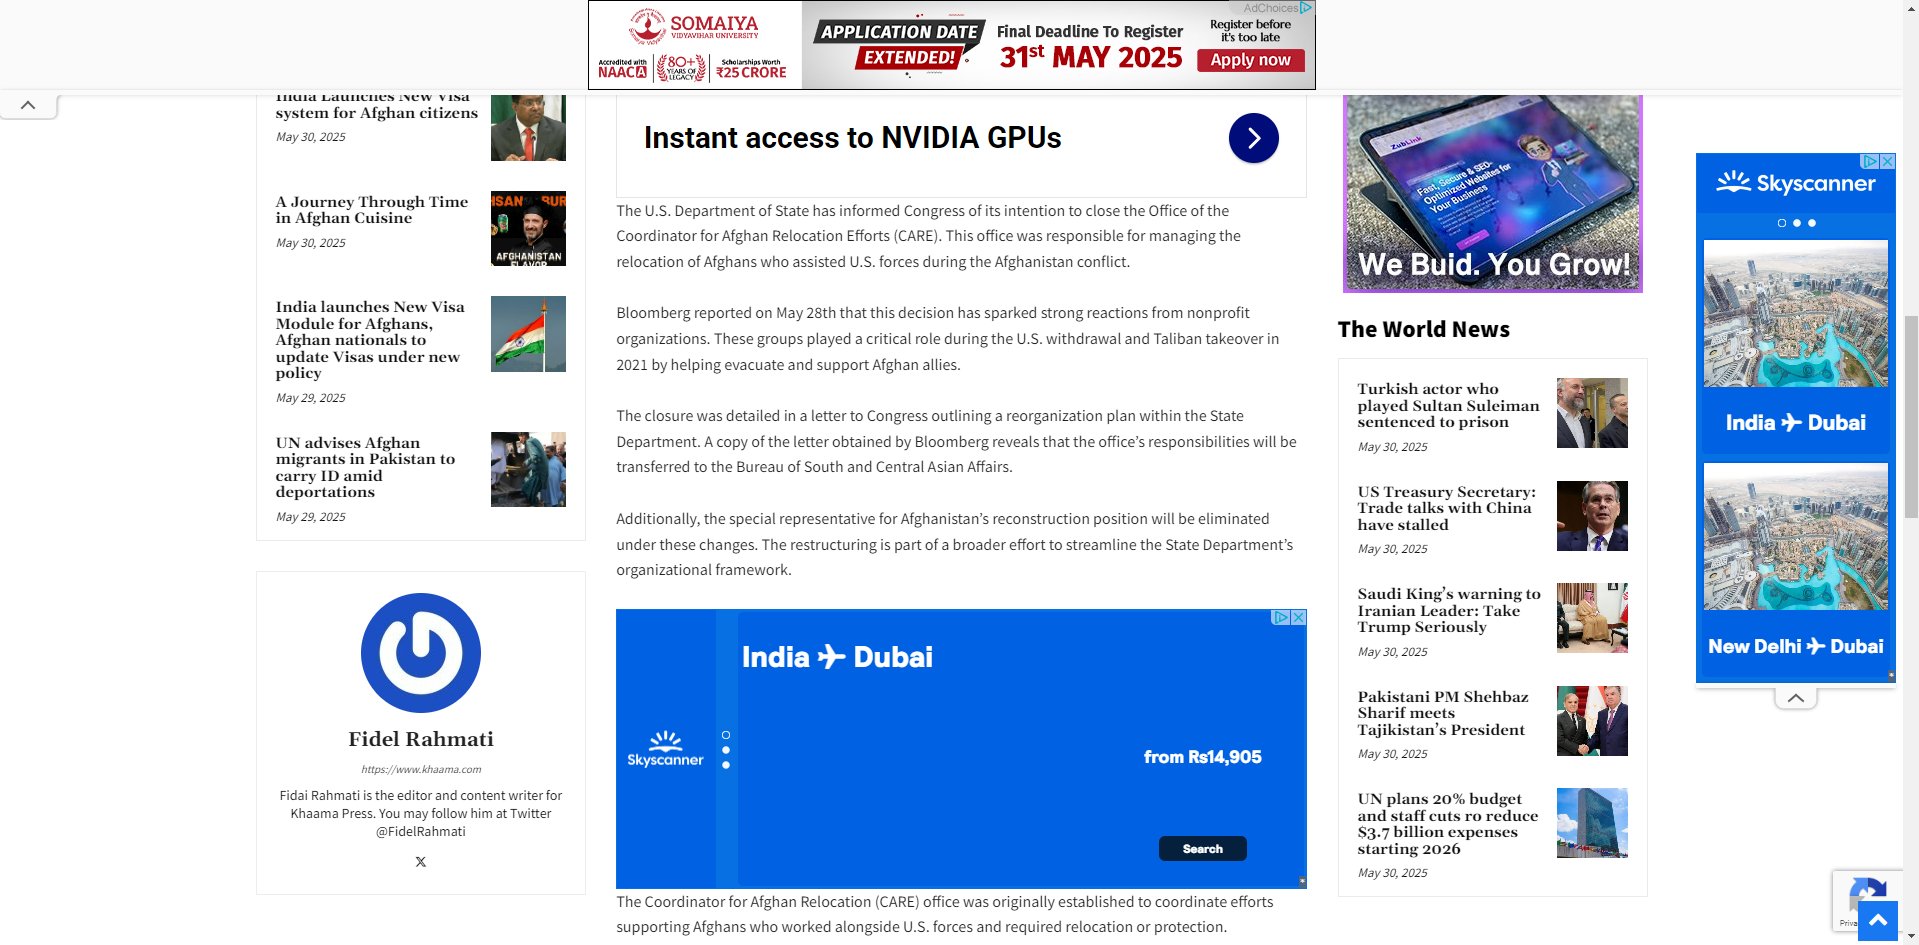 AdChoices
SOMAIYA
VIDYAVIHAR UNIVERSITY
Accredited with
NAAC A
80+
YEARS OF
LEGACY
Scholarships Worth
₹25 CRORE
APPLICATION DATE
EXTENDED!
Final Deadline To Register
31st MAY 2025
Register before
it's too late
Apply now
India Launches New Visa
system for Afghan citizens
May 30, 2025
A Journey Through Time
in Afghan Cuisine
May 30, 2025
AFGHANISTAN
FLAVOR
India launches New Visa
Module for Afghans,
Afghan nationals to
update Visas under new
policy
May 29, 2025
UN advises Afghan
migrants in Pakistan to
carry ID amid
deportations
May 29, 2025
Fidel Rahmati
https://www.khaama.com
Fidai Rahmati is the editor and content writer for
Khaama Press. You may follow him at Twitter
@FidelRahmati
Instant access to NVIDIA GPUs
The U.S. Department of State has informed Congress of its intention to close the Office of the
Coordinator for Afghan Relocation Efforts (CARE). This office was responsible for managing the
relocation of Afghans who assisted U.S. forces during the Afghanistan conflict.
Bloomberg reported on May 28th that this decision has sparked strong reactions from nonprofit
organizations. These groups played a critical role during the U.S. withdrawal and Taliban takeover in
2021 by helping evacuate and support Afghan allies.
The closure was detailed in a letter to Congress outlining a reorganization plan within the State
Department. A copy of the letter obtained by Bloomberg reveals that the office's responsibilities will be
transferred to the Bureau of South and Central Asian Affairs.
Additionally, the special representative for Afghanistan's reconstruction position will be eliminated
under these changes. The restructuring is part of a broader effort to streamline the State Department's
organizational framework.
Skyscanner
India ✈ Dubai
from Rs14,905
Search
The Coordinator for Afghan Relocation (CARE) office was originally established to coordinate efforts
supporting Afghans who worked alongside U.S. forces and required relocation or protection.
ZubLink
Fast, Secure & SEO-
Optimized Websites for
Your Business
We Buid. You Grow!
The World News
Turkish actor who
played Sultan Suleiman
sentenced to prison
May 30, 2025
US Treasury Secretary:
Trade talks with China
have stalled
May 30, 2025
Saudi King's warning to
Iranian Leader: Take
Trump Seriously
May 30, 2025
Pakistani PM Shehbaz
Sharif meets
Tajikistan's President
May 30, 2025
UN plans 20% budget
and staff cuts ro reduce
$3.7 billion expenses
starting 2026
May 30, 2025
Skyscanner
India ✈ Dubai
New Delhi ✈ Dubai